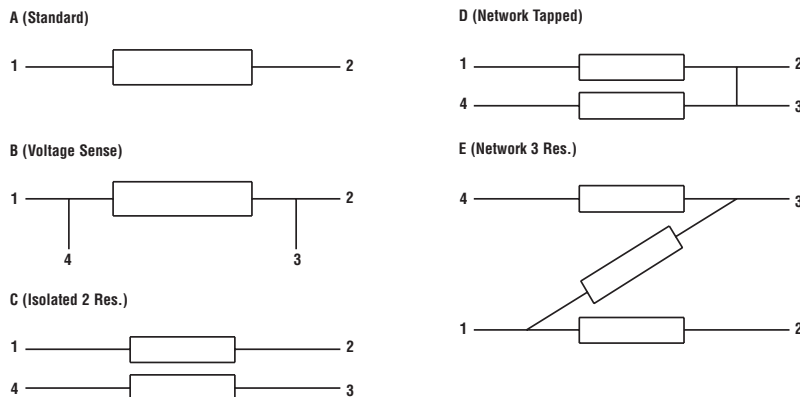 A (Standard)
1 2
B (Voltage Sense)
1 2
4 3
C (Isolated 2 Res.)
1 2
4 3
D (Network Tapped)
1 2
4 3
E (Network 3 Res.)
4 3
1 2